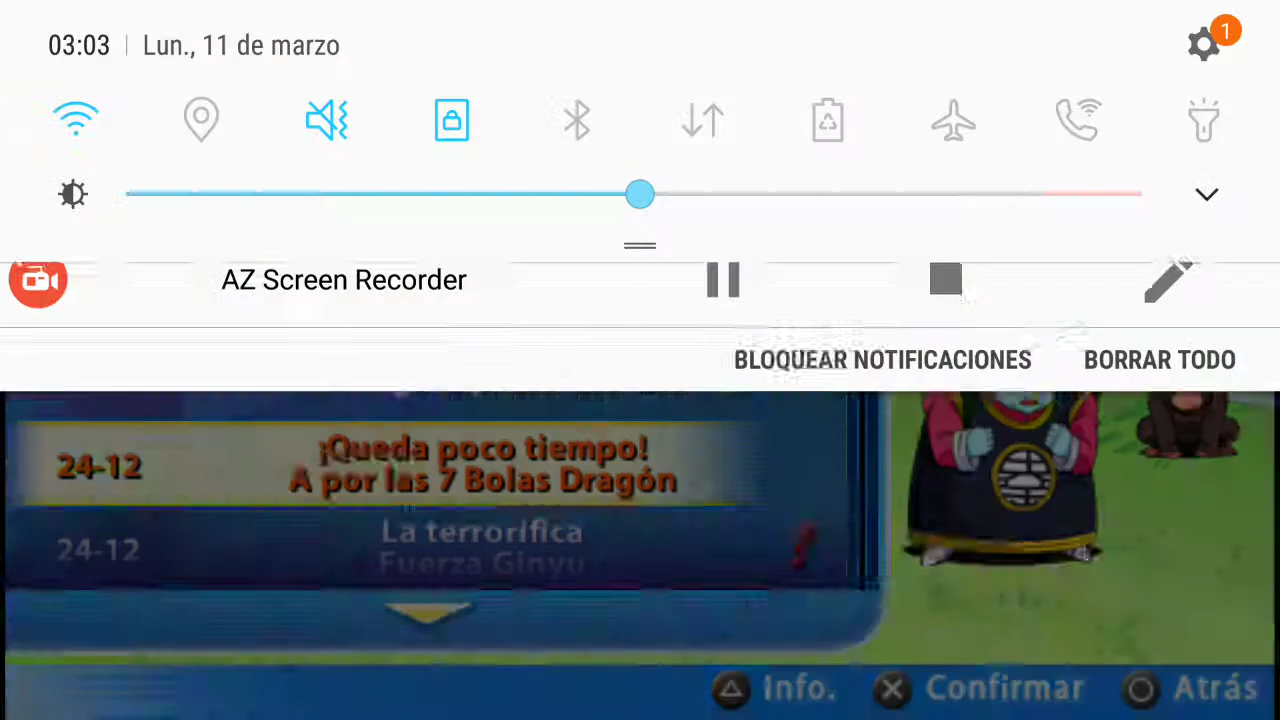 03:03 | Lun., 11 de marzo
1
AZ Screen Recorder
BLOQUEAR NOTIFICACIONES
BORRAR TODO
24-12
¡Queda poco tiempo!
A por las 7 Bolas Dragón
24-12
La terrorífica
Fuerza Ginyu
Info.
Confirmar
Atrás